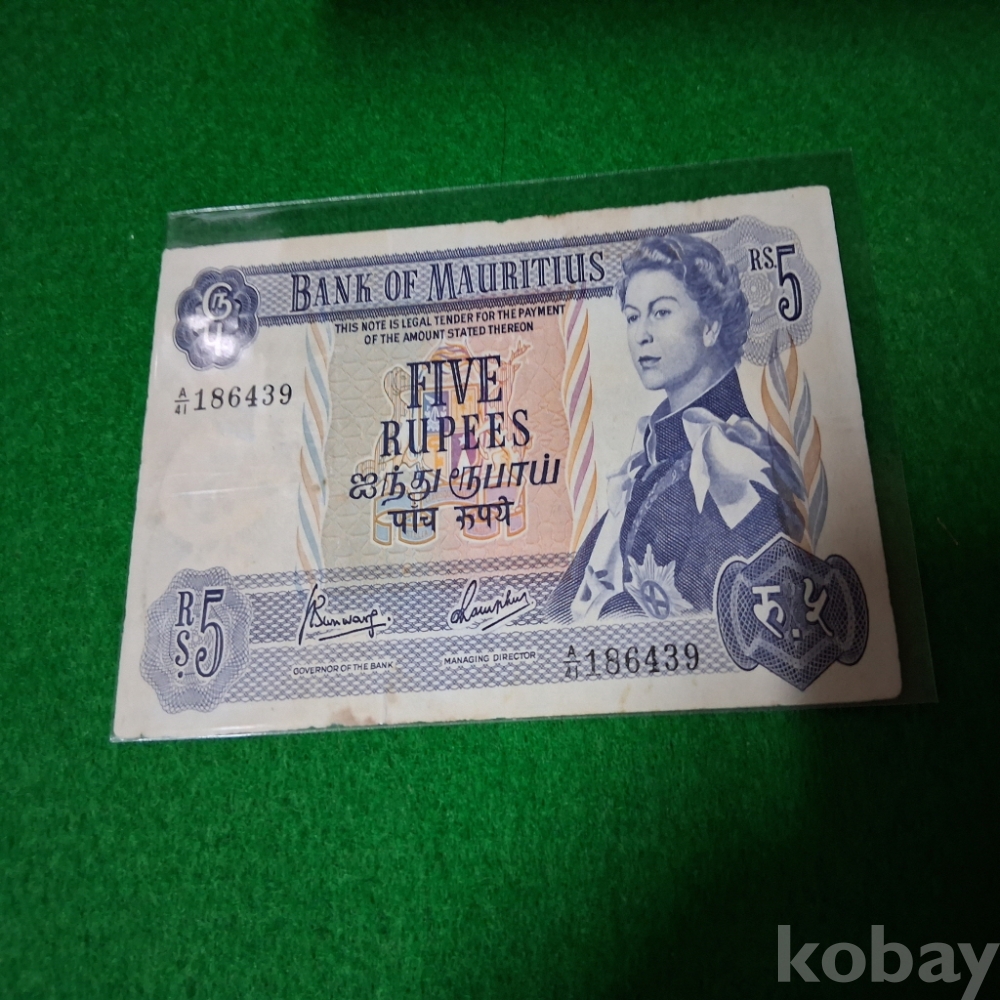 BANK OF MAURITIUS
RS.5
THIS NOTE IS LEGAL TENDER FOR THE PAYMENT
OF THE AMOUNT STATED THEREON
A/41 186439
FIVE
RUPEES
ஐந்து ரூபாய்
पाँच रूपये
RS.5
GOVERNOR OF THE BANK
MANAGING DIRECTOR
A/41 186439
रु.५
kobay